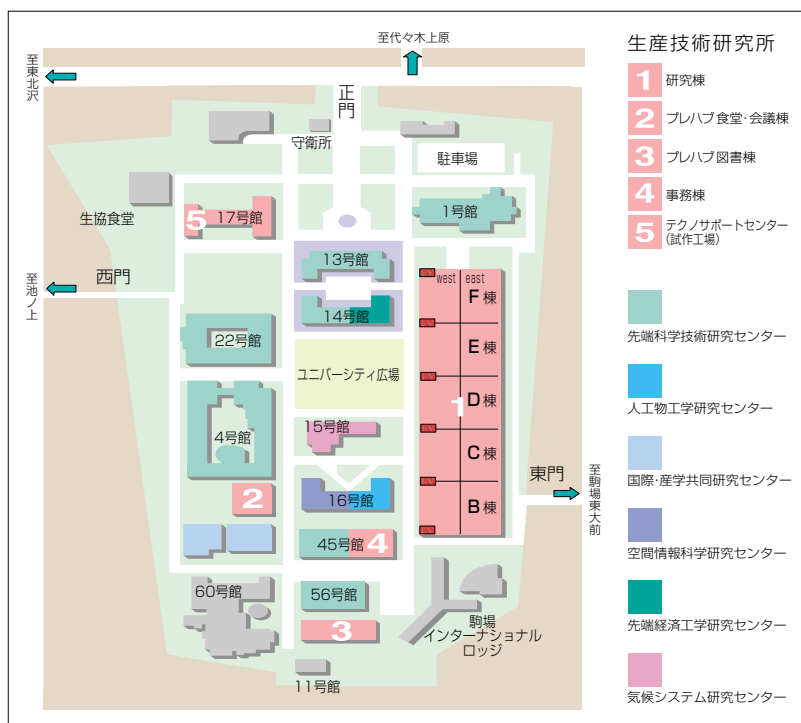 至代々木上原
至東北沢
正門
守衛所
駐車場
生協食堂
5
17号館
1号館
西門
至池ノ上
13号館
14号館
22号館
ユニバーシティ広場
4号館
15号館
16号館
2
45号館
4
60号館
56号館
3
11号館
west
east
F棟
E棟
D棟
1
C棟
B棟
東門
至駒場東大前
駒場
インターナショナル
ロッジ
生産技術研究所
1 研究棟
2 プレハブ食堂・会議棟
3 プレハブ図書棟
4 事務棟
5 テクノサポートセンター
(試作工場)
先端科学技術研究センター
人工物工学研究センター
国際・産学共同研究センター
空間情報科学研究センター
先端経済工学研究センター
気候システム研究センター